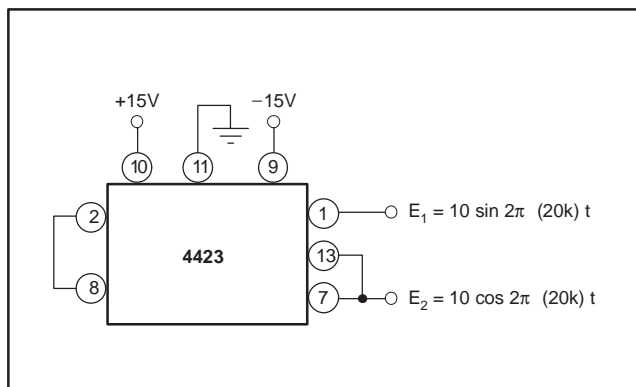 +15V
−15V
10
11
9
2
1
E₁ = 10 sin 2π (20k) t
4423
13
8
7
E₂ = 10 cos 2π (20k) t